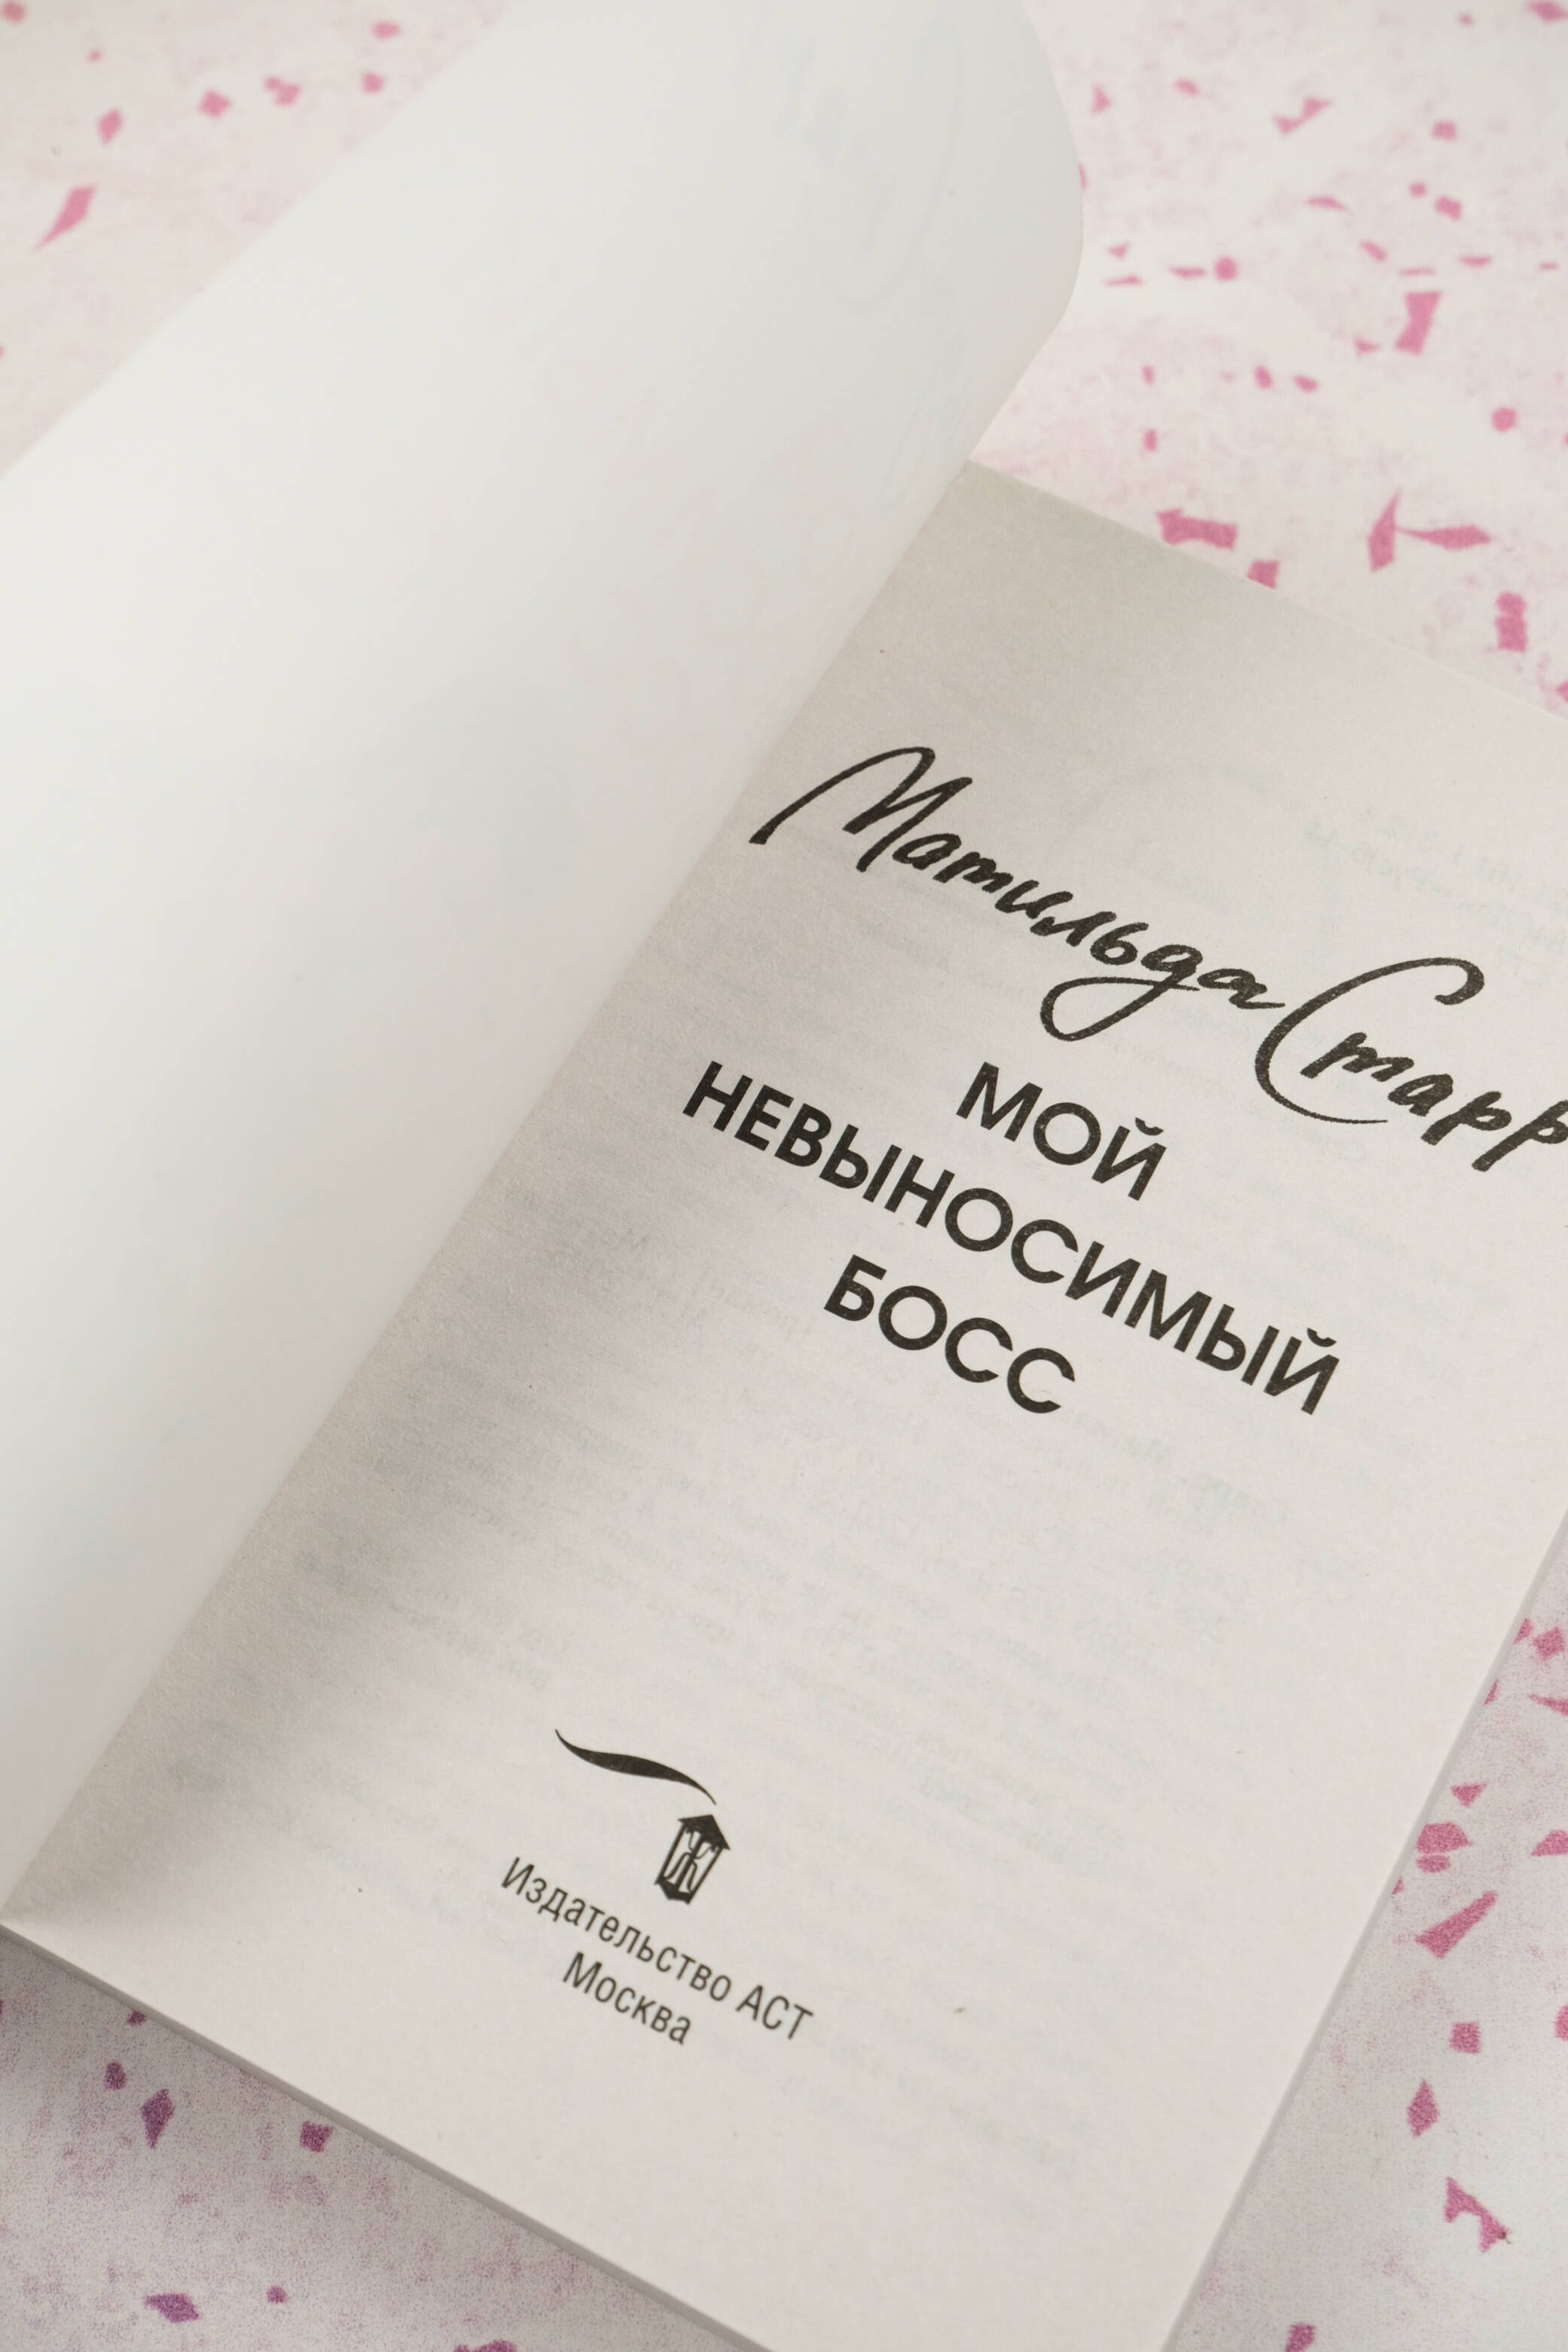 Матильда Старр
МОЙ
НЕВЫНОСИМЫЙ
БОСС
Ж
Издательство АСТ
Москва